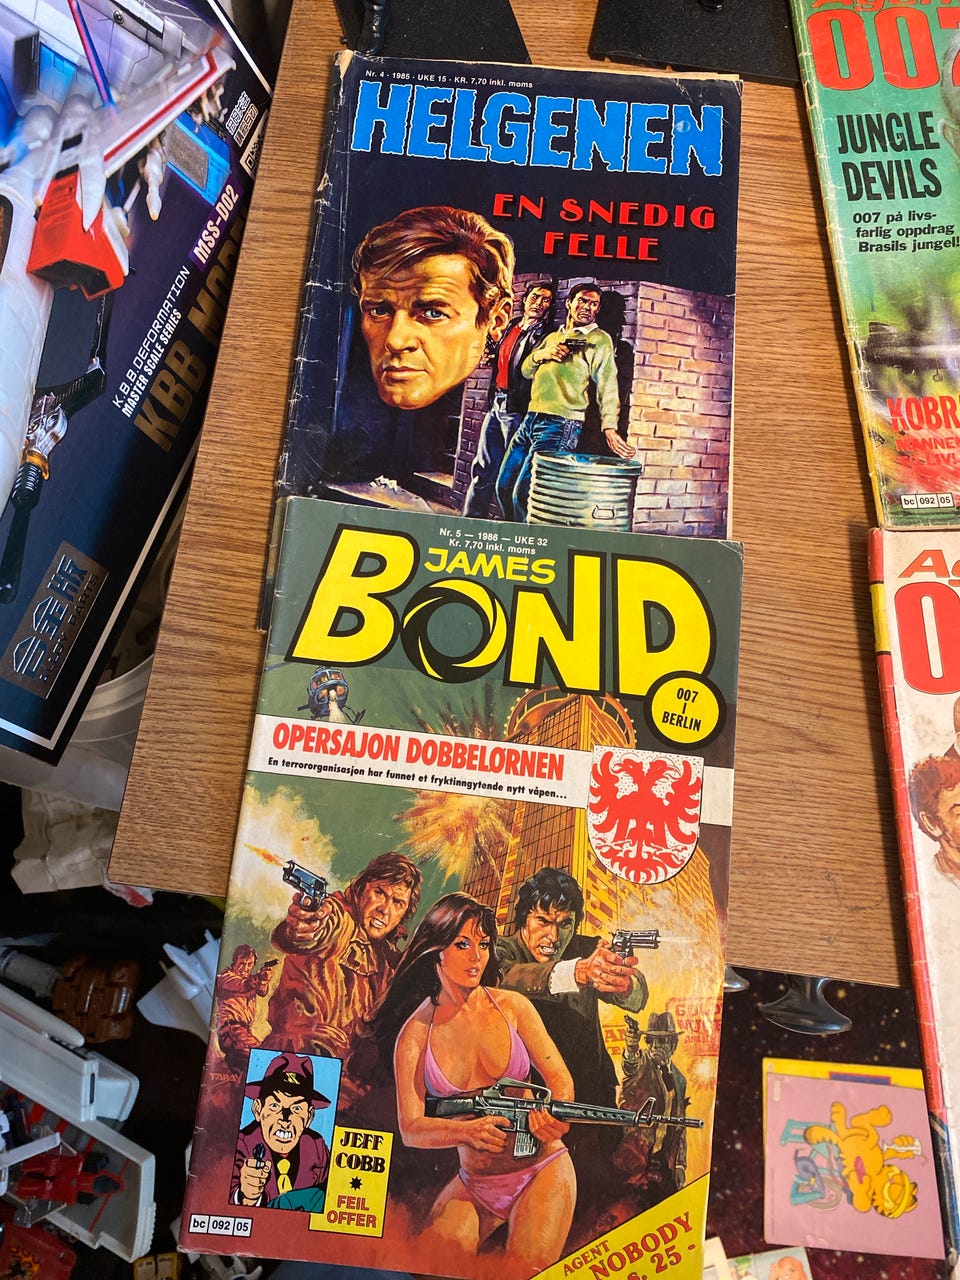 Nr. 4 · 1985 · UKE 15 · KR. 7,70 inkl. moms
HELGENEN
EN SNEDIG
FELLE
Nr. 5 — 1986 — UKE 32
Kr. 7,70 inkl. moms
JAMES
BOND
007
I
BERLIN
OPERSAJON DOBBELØRNEN
En terrororganisasjon har funnet et fryktinngytende nytt våpen...
JEFF
COBB
FEIL
OFFER
bc 092 05
AGENT
NOBODY
25 -
007
JUNGLE
DEVILS
007 på livs-
farlig oppdrag
Brasils jungel!
bc 092 05
MSS-D02
K.B.B. DEFORMATION
MASTER SCALE SERIES
KBB